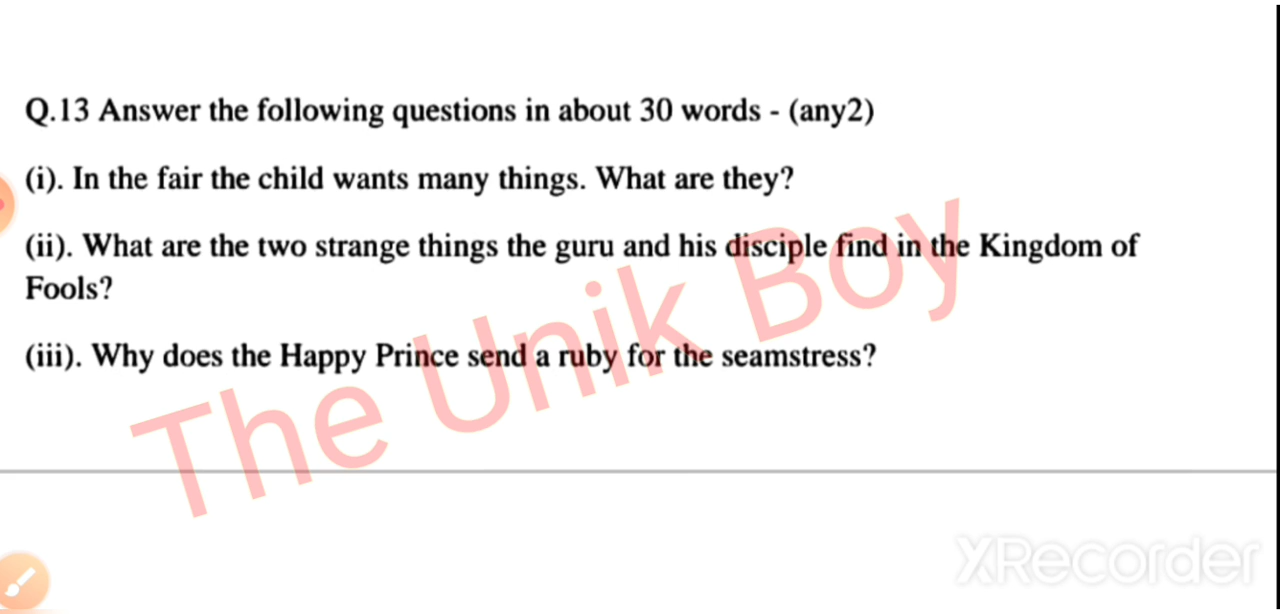 Q.13 Answer the following questions in about 30 words - (any2)
(i). In the fair the child wants many things. What are they?
(ii). What are the two strange things the guru and his disciple find in the Kingdom of
Fools?
(iii). Why does the Happy Prince send a ruby for the seamstress?
The Unik Boy
XRecorder